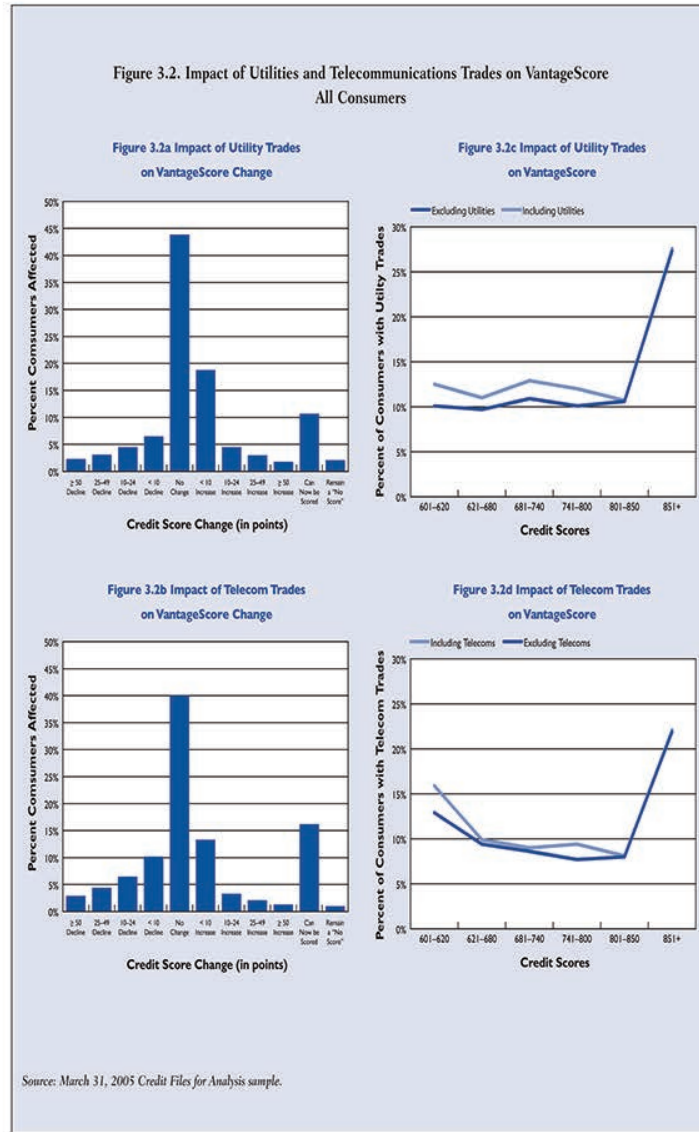 Figure 3.2. Impact of Utilities and Telecommunications Trades on VantageScore
All Consumers
Figure 3.2a Impact of Utility Trades
on VantageScore Change
Percent Comsumers Affected
50%
45%
40%
35%
30%
25%
20%
15%
10%
5%
0%
≥ 50 Decline
25–49 Decline
10–24 Decline
< 10 Decline
No Change
< 10 Increase
10–24 Increase
25–49 Increase
≥ 50 Increase
Can Now be Scored
Remain a "No Score"
Credit Score Change (in points)
Figure 3.2c Impact of Utility Trades
on VantageScore
Excluding Utilities
Including Utilities
Percent of Consumers with Utilty Trades
30%
25%
20%
15%
10%
5%
0%
601–620
621–680
681–740
741–800
801–850
851+
Credit Scores
Figure 3.2b Impact of Telecom Trades
on VantageScore Change
Percent Comsumers Affected
50%
45%
40%
35%
30%
25%
20%
15%
10%
5%
0%
≥ 50 Decline
25–49 Decline
10–24 Decline
< 10 Decline
No Change
< 10 Increase
10–24 Increase
25–49 Increase
≥ 50 Increase
Can Now be Scored
Remain a "No Score"
Credit Score Change (in points)
Figure 3.2d Impact of Telecom Trades
on VantageScore
Including Telecoms
Excluding Telecoms
Percent of Consumers with Telecom Trades
30%
25%
20%
15%
10%
5%
0%
601–620
621–680
681–740
741–800
801–850
851+
Credit Scores
Source: March 31, 2005 Credit Files for Analysis sample.